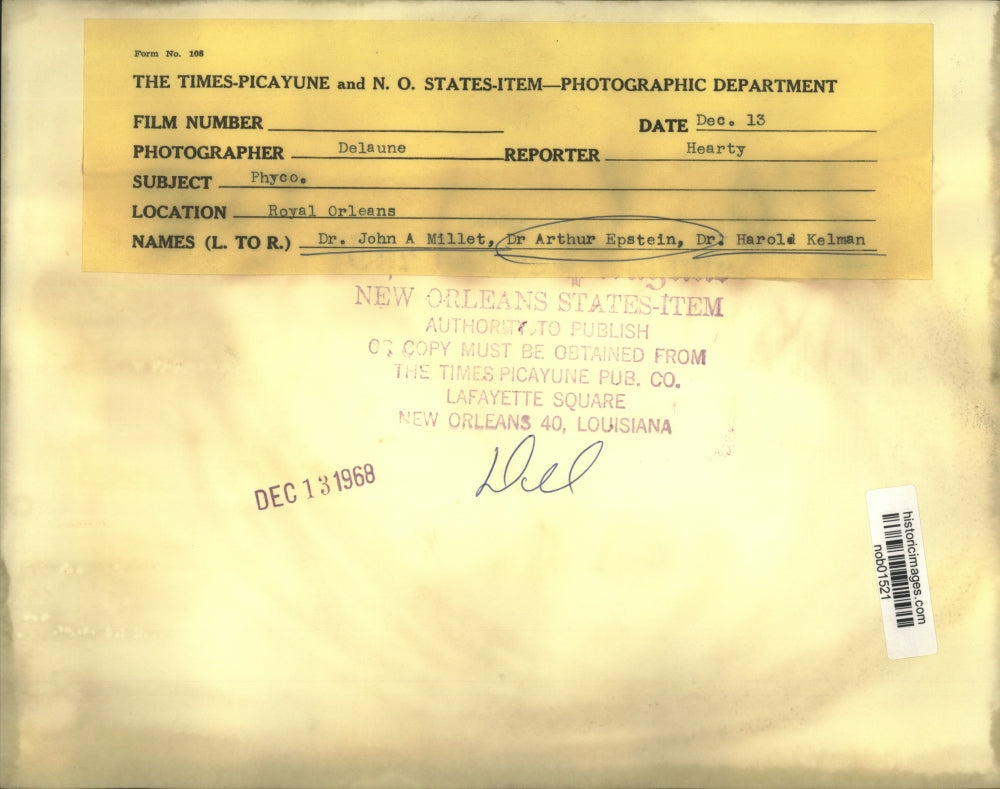 Form No. 108
THE TIMES-PICAYUNE and N. O. STATES-ITEM—PHOTOGRAPHIC DEPARTMENT
FILM NUMBER
DATE Dec. 13
PHOTOGRAPHER Delaune REPORTER Hearty
SUBJECT Phyco.
LOCATION Royal Orleans
NAMES (L. TO R.) Dr. John A Millet, Dr Arthur Epstein, Dr. Harold Kelman
NEW ORLEANS STATES-ITEM
AUTHORITY TO PUBLISH
OR COPY MUST BE OBTAINED FROM
THE TIMES PICAYUNE PUB. CO.
LAFAYETTE SQUARE
NEW ORLEANS 40, LOUISIANA
DEC 13 1968
historicimages.com
nob01521